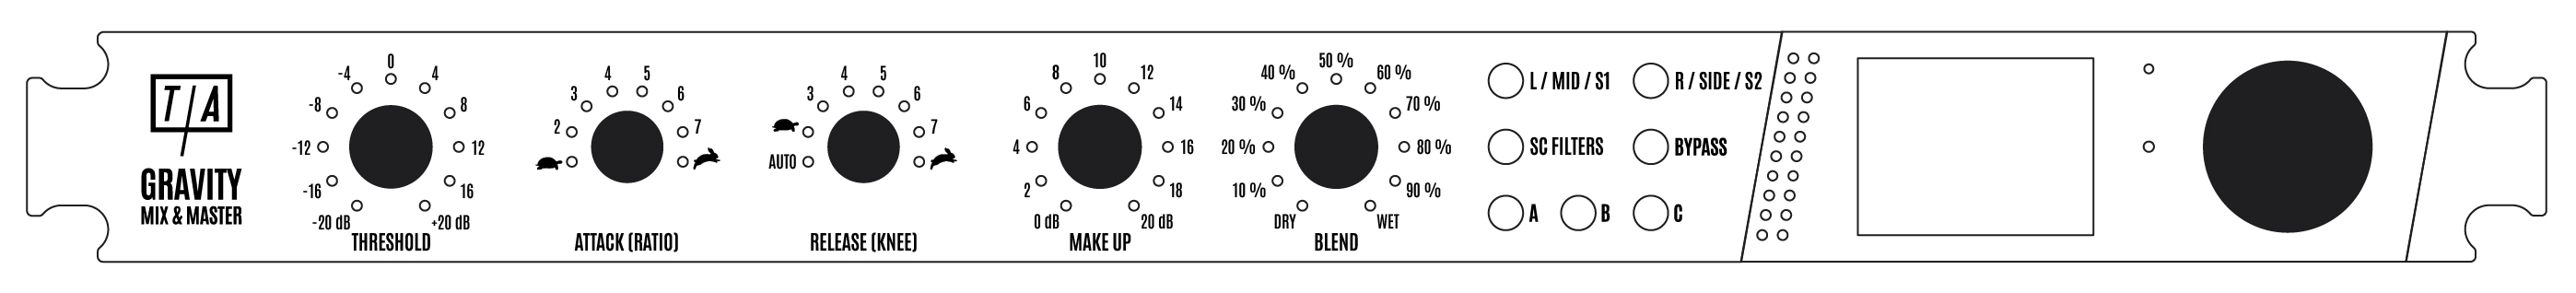 T/A
GRAVITY
MIX & MASTER
-20 dB
-16
-12
-8
-4
0
4
8
12
16
+20 dB
THRESHOLD
2
3
4
5
6
7
ATTACK (RATIO)
AUTO
3
4
5
6
7
RELEASE (KNEE)
0 dB
2
4
6
8
10
12
14
16
18
20 dB
MAKE UP
DRY
10 %
20 %
30 %
40 %
50 %
60 %
70 %
80 %
90 %
WET
BLEND
L / MID / S1
R / SIDE / S2
SC FILTERS
BYPASS
A
B
C